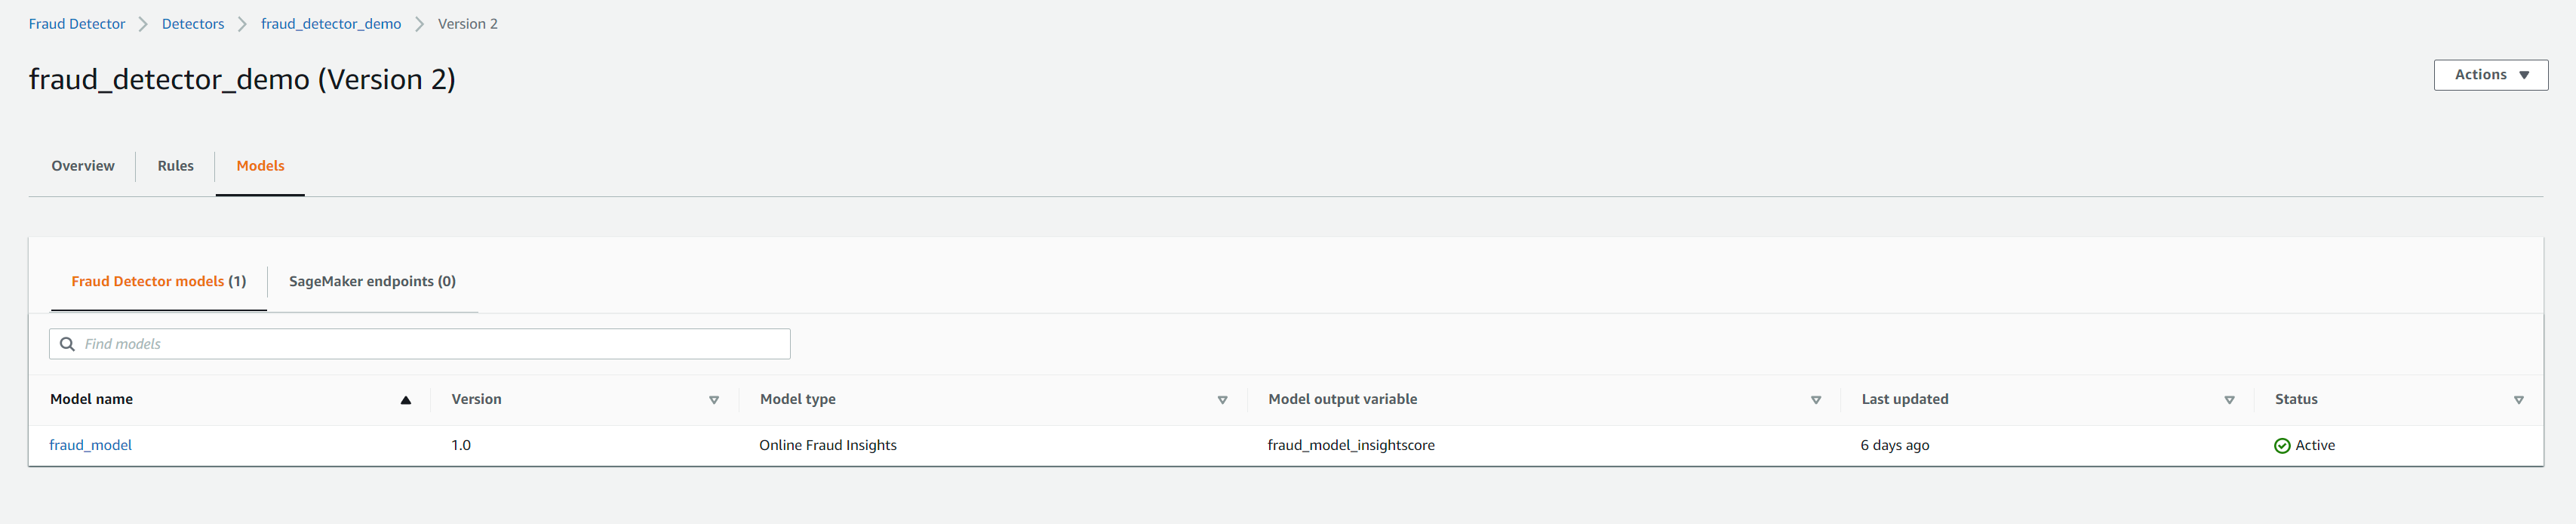 Fraud Detector Detectors fraud_detector_demo Version 2
fraud_detector_demo (Version 2)
Actions
Overview Rules Models
Fraud Detector models (1) SageMaker endpoints (0)
Find models
Model name Version Model type Model output variable Last updated Status
fraud_model 1.0 Online Fraud Insights fraud_model_insightscore 6 days ago Active